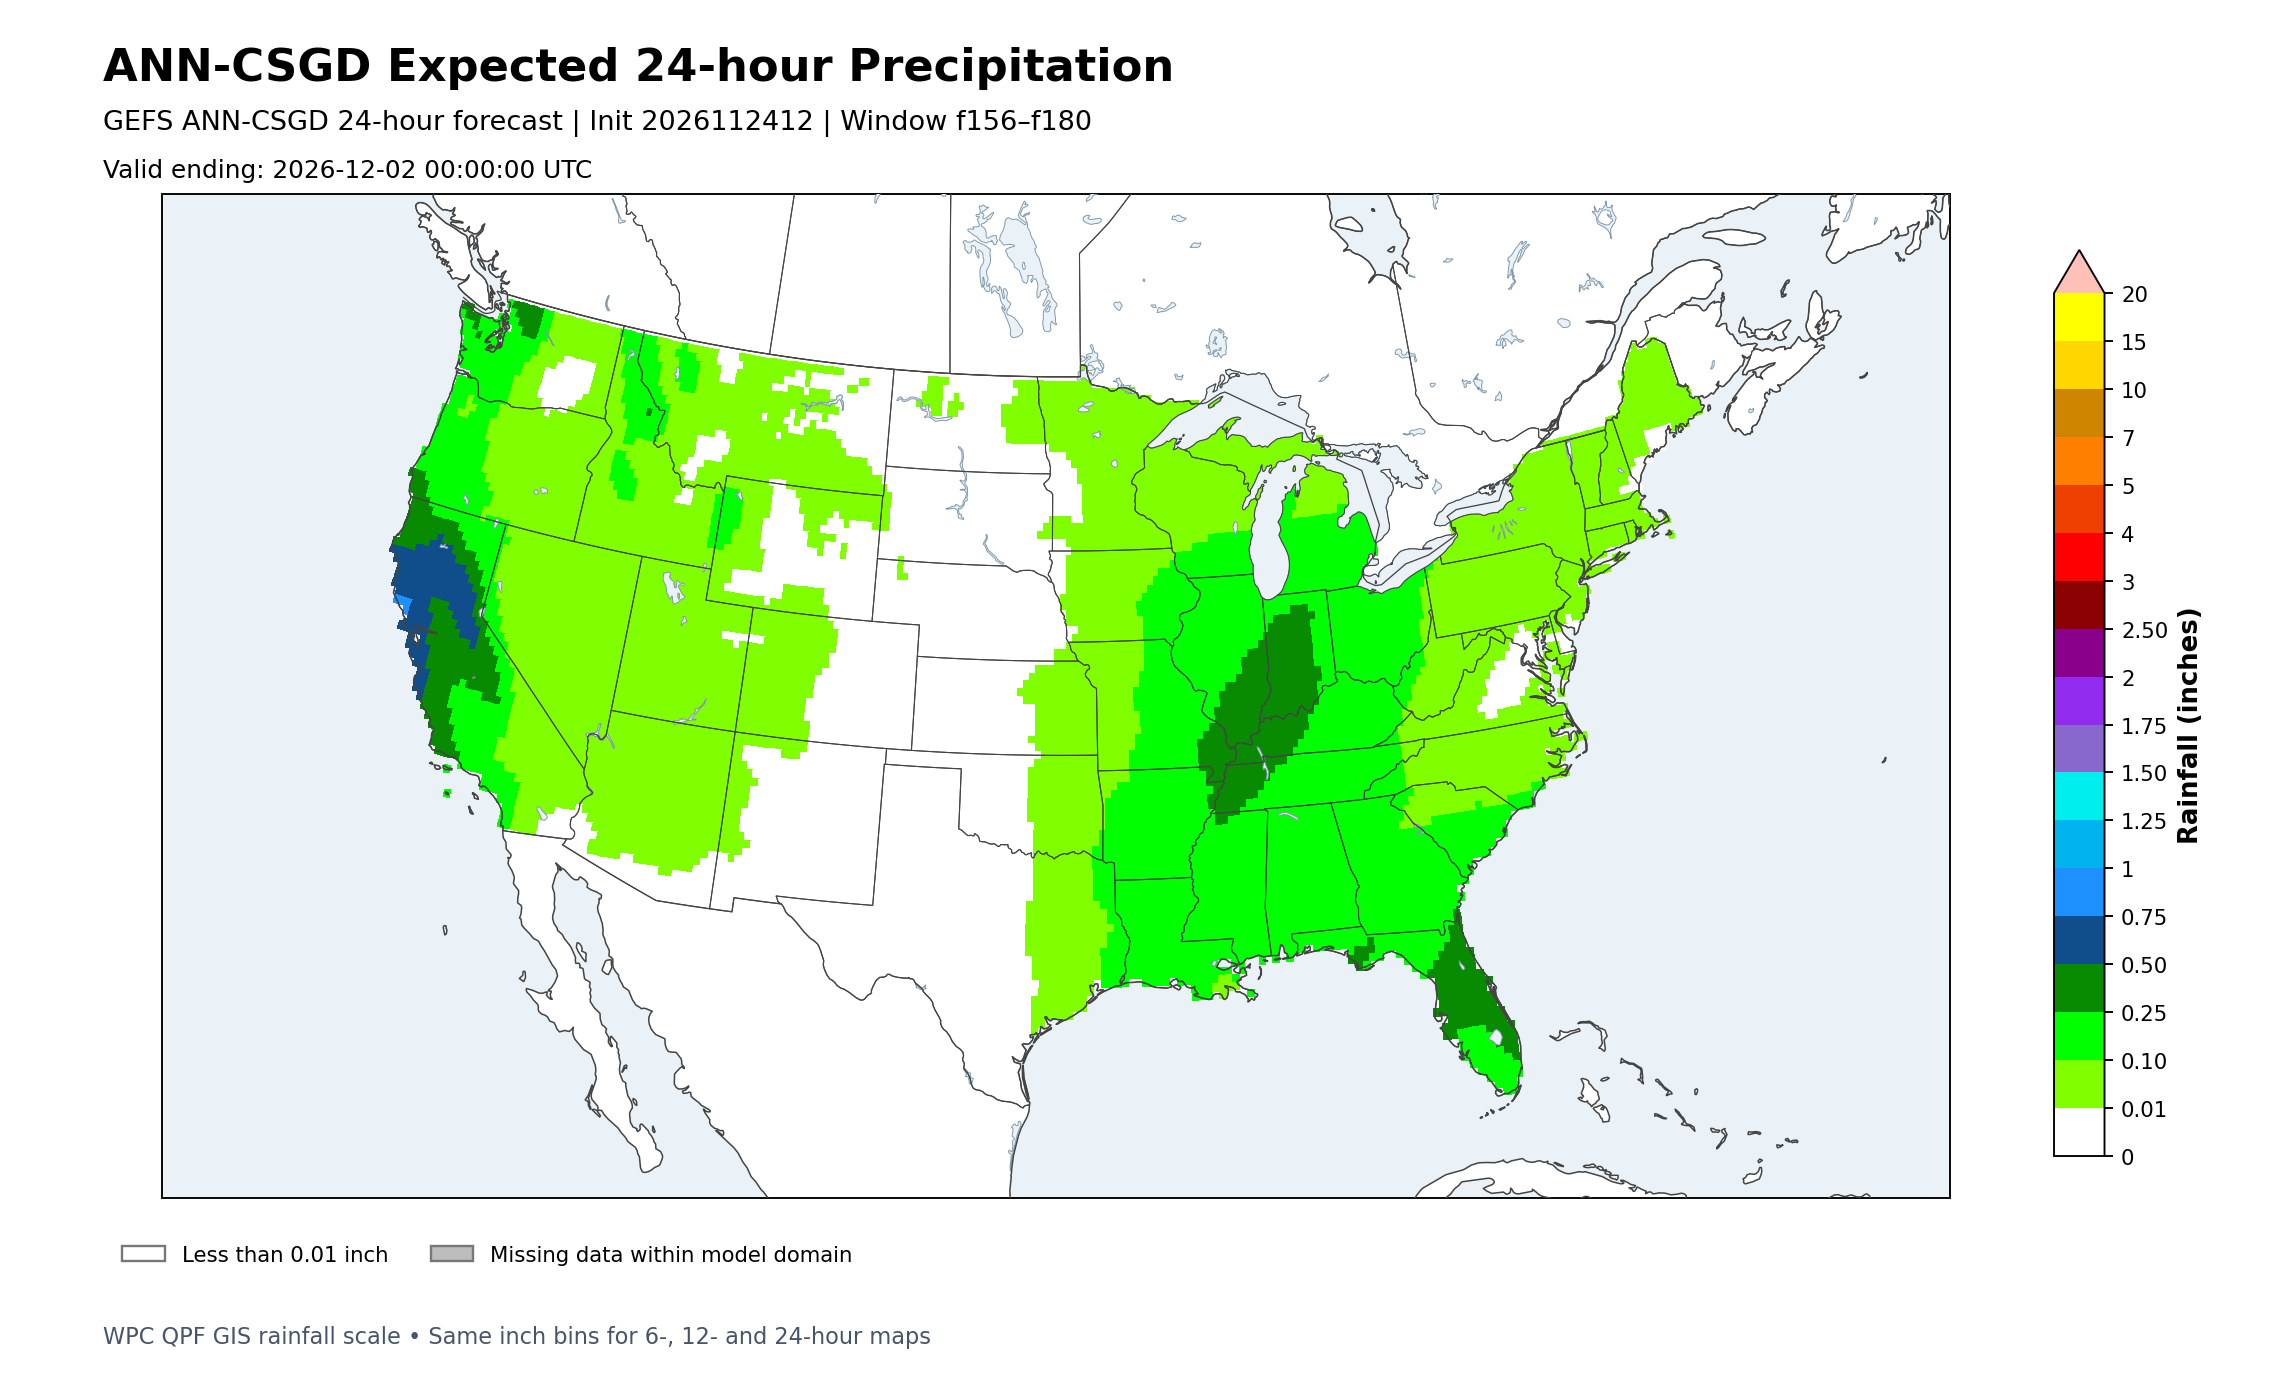 ANN-CSGD Expected 24-hour Precipitation
GEFS ANN-CSGD 24-hour forecast | Init 2026112412 | Window f156–f180
Valid ending: 2026-12-02 00:00:00 UTC
20
15
10
7
5
4
3
2.50
2
1.75
1.50
1.25
1
0.75
0.50
0.25
0.10
0.01
0
Rainfall (inches)
Less than 0.01 inch
Missing data within model domain
WPC QPF GIS rainfall scale • Same inch bins for 6-, 12- and 24-hour maps